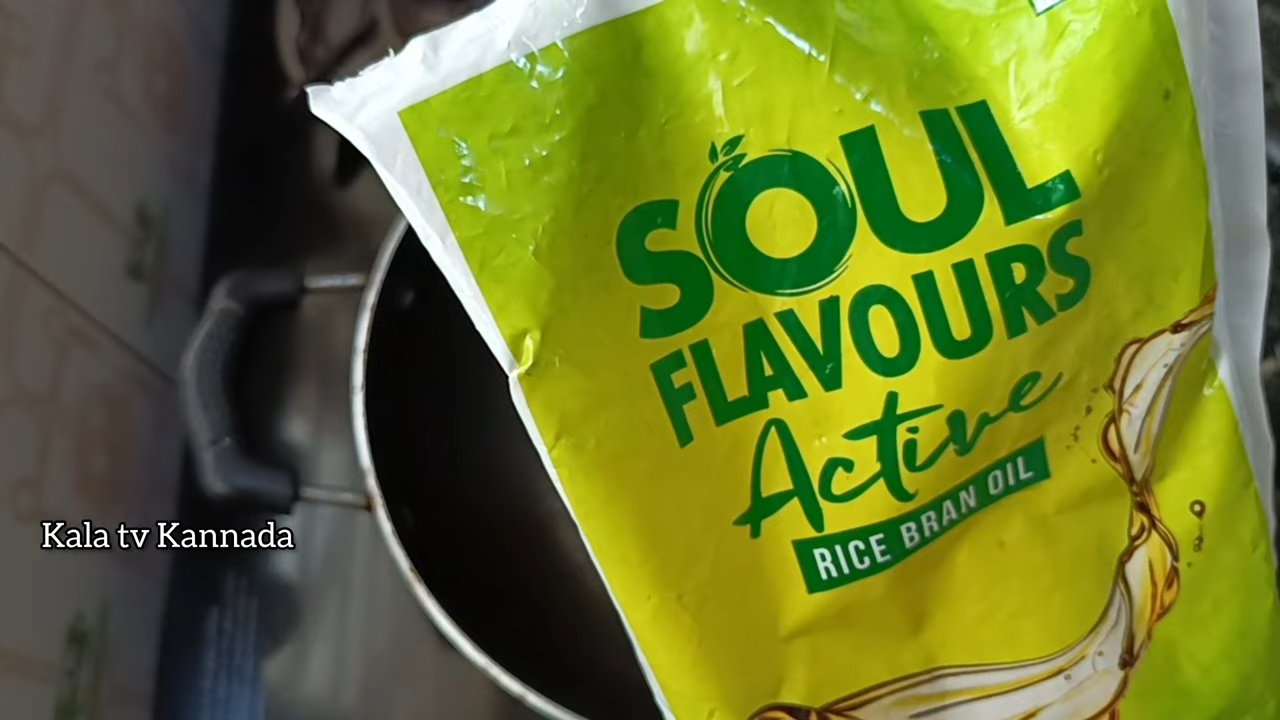 SOUL
FLAVOURS
Active
RICE BRAN OIL
Kala tv Kannada